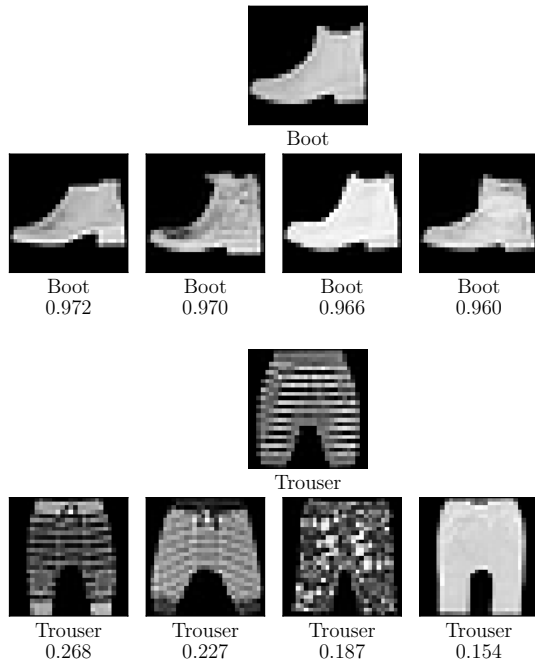 Boot
Boot Boot Boot Boot
0.972 0.970 0.966 0.960
Trouser
Trouser Trouser Trouser Trouser
0.268 0.227 0.187 0.154